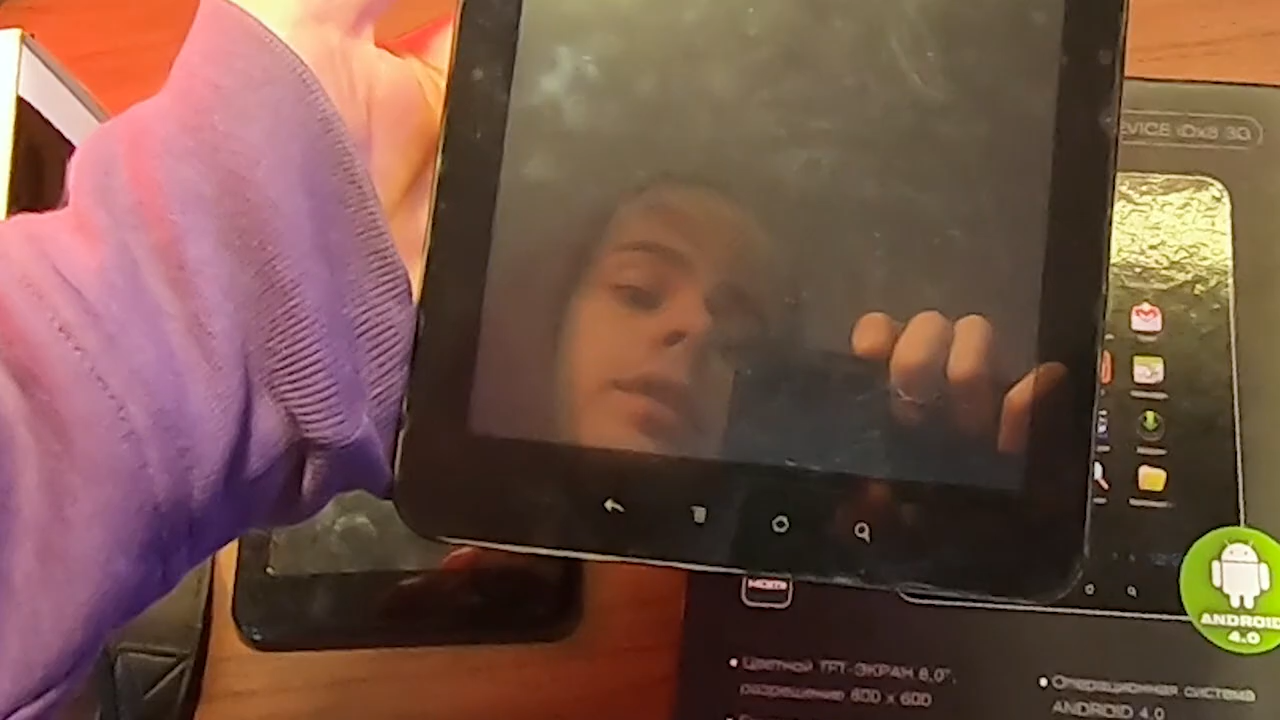 EVICE iDx8 3G
HDMI
ANDROID
4.0
• Цветной TFT-ЭКРАН 8,0",
разрешение 800 x 600
• Операционная система
ANDROID 4.0